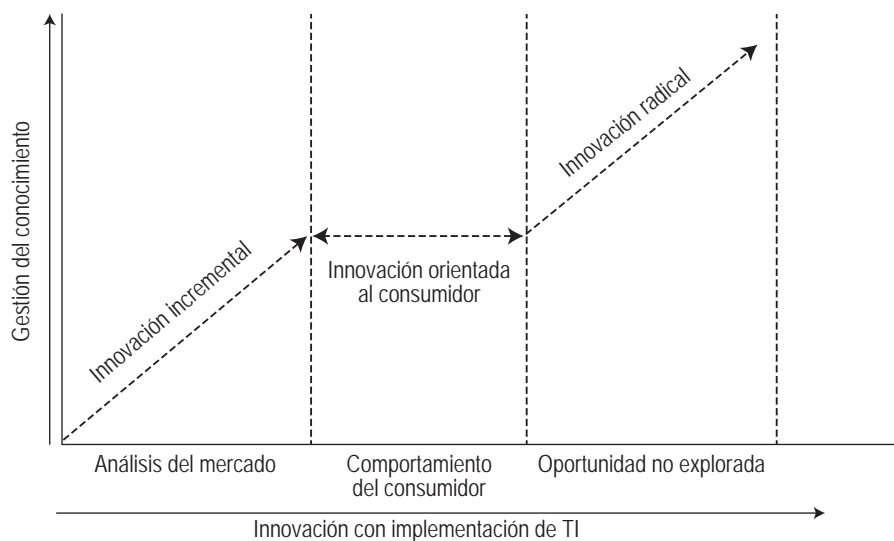 Gestión del conocimiento
Innovación incremental
Innovación orientada
al consumidor
Innovación radical
Análisis del mercado
Comportamiento
del consumidor
Oportunidad no explorada
Innovación con implementación de TI